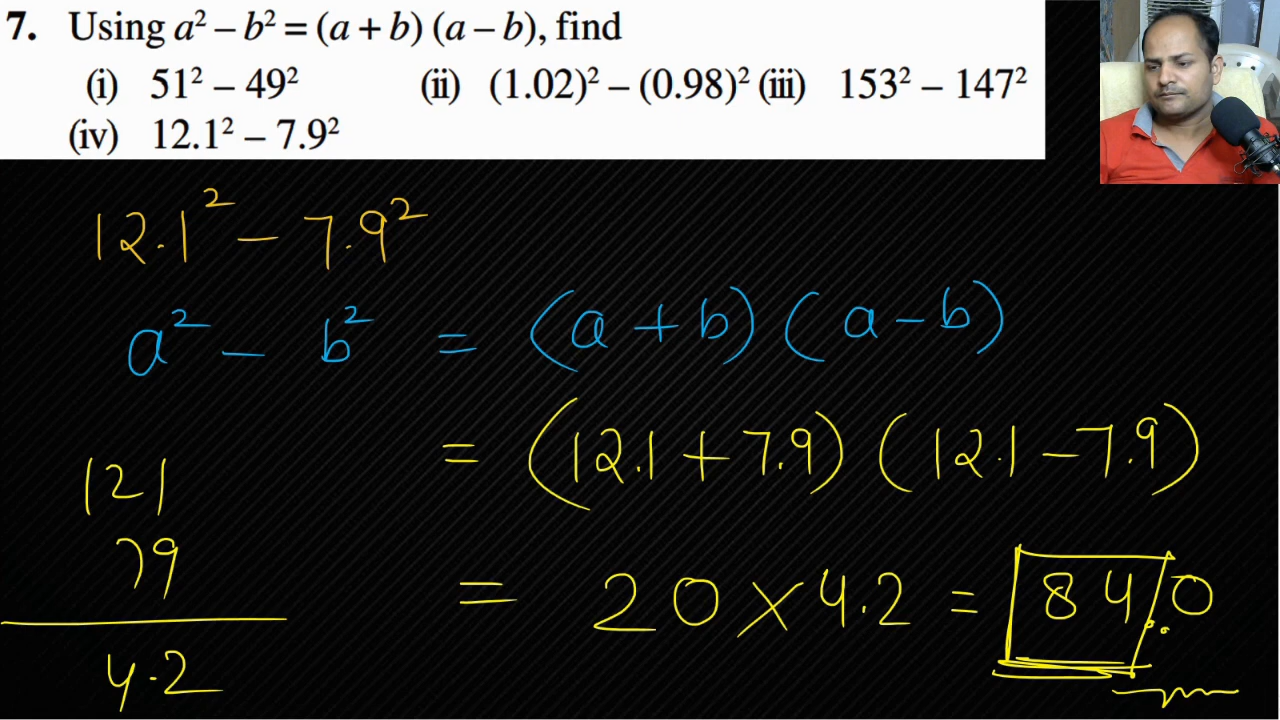 7. Using a² – b² = (a + b) (a – b), find
(i) 51² – 49² (ii) (1.02)² – (0.98)² (iii) 153² – 147²
(iv) 12.1² – 7.9²
12.1² – 7.9²
a² – b² = (a + b) (a – b)
= (12.1 + 7.9) (12.1 – 7.9)
121
79
4.2
= 20 × 4.2 = 84.0